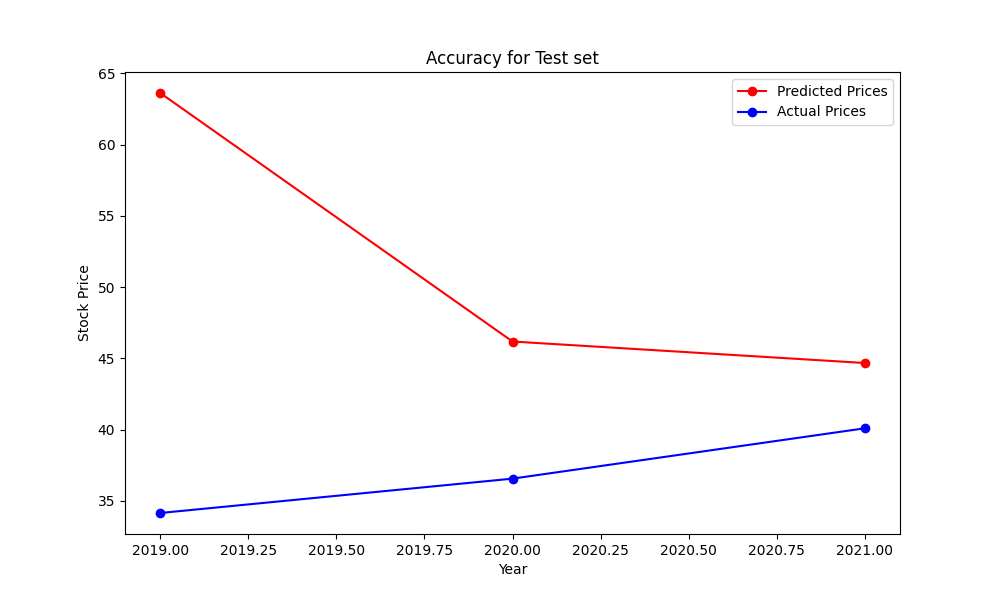 Accuracy for Test set
65
60
55
50
45
40
35
Stock Price
Predicted Prices
Actual Prices
2019.00 2019.25 2019.50 2019.75 2020.00 2020.25 2020.50 2020.75 2021.00
Year